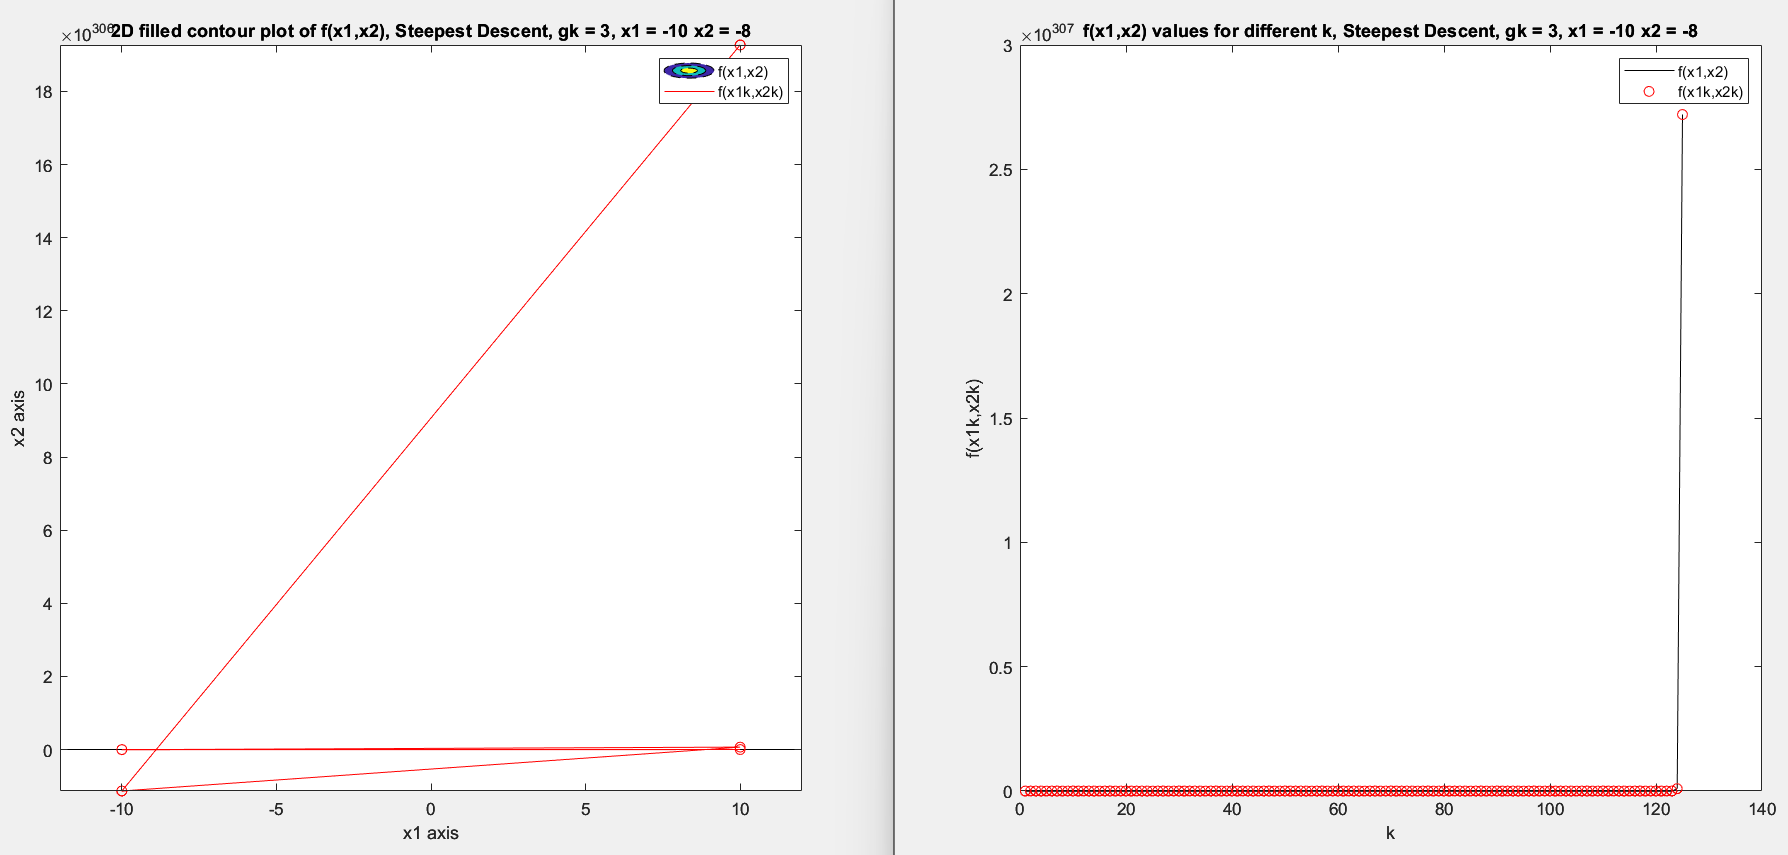 ×10306
2D filled contour plot of f(x1,x2), Steepest Descent, gk = 3, x1 = -10 x2 = -8
f(x1,x2)
f(x1k,x2k)
18
16
14
12
10
8
6
4
2
0
x2 axis
-10 -5 0 5 10
x1 axis
×10^307
f(x1,x2) values for different k, Steepest Descent, gk = 3, x1 = -10 x2 = -8
f(x1,x2)
f(x1k,x2k)
3
2.5
2
1.5
1
0.5
0
f(x1k,x2k)
0 20 40 60 80 100 120 140
k